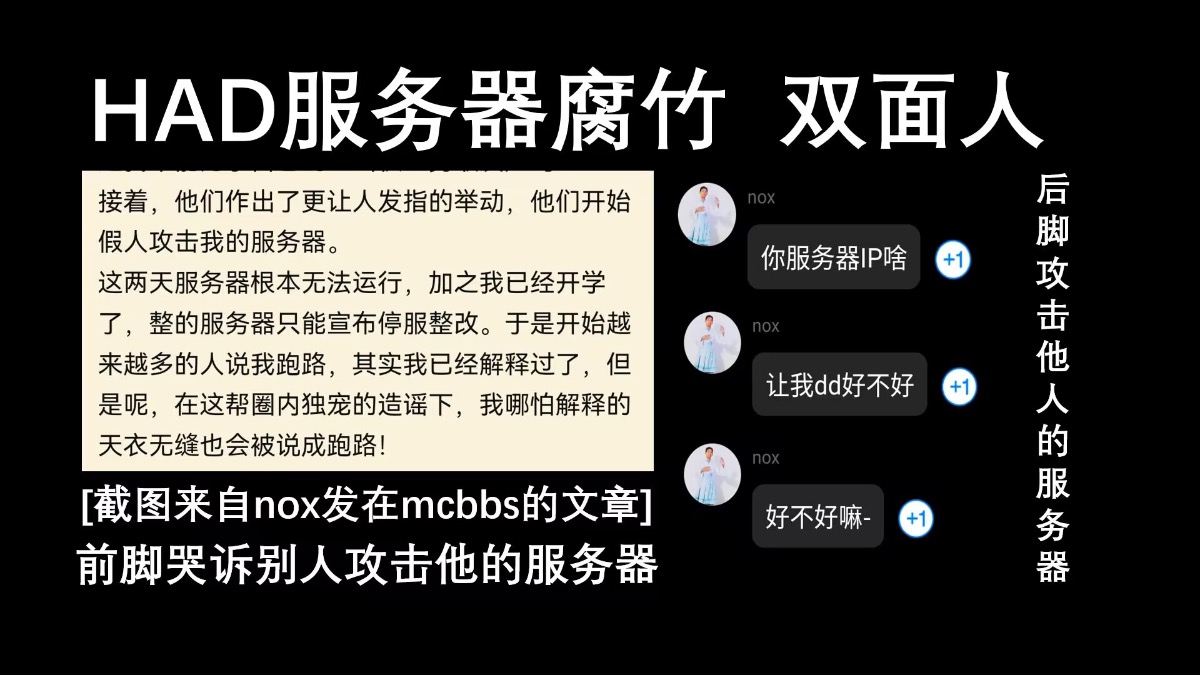 HAD服务器腐竹 双面人
接着，他们作出了更让人发指的举动，他们开始
假人攻击我的服务器。
这两天服务器根本无法运行，加之我已经开学
了，整的服务器只能宣布停服整改。于是开始越
来越多的人说我跑路，其实我已经解释过了，但
是呢，在这帮圈内独宠的造谣下，我哪怕解释的
天衣无缝也会被说成跑路！
[截图来自nox发在mcbbs的文章]
前脚哭诉别人攻击他的服务器
nox
你服务器IP啥
+1
nox
让我dd好不好
+1
nox
好不好嘛-
+1
后脚攻击他人的服务器